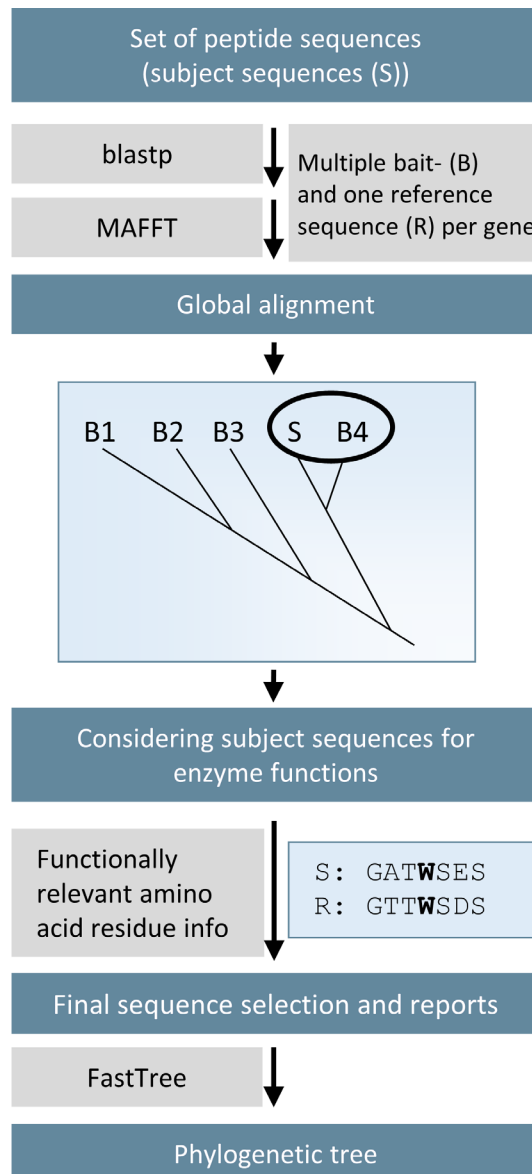 Set of peptide sequences
(subject sequences (S))
blastp
MAFFT
Multiple bait- (B)
and one reference
sequence (R) per gene
Global alignment
B1 B2 B3 S B4
Considering subject sequences for
enzyme functions
Functionally
relevant amino
acid residue info
S: GATWSES
R: GTTWSDS
Final sequence selection and reports
FastTree
Phylogenetic tree